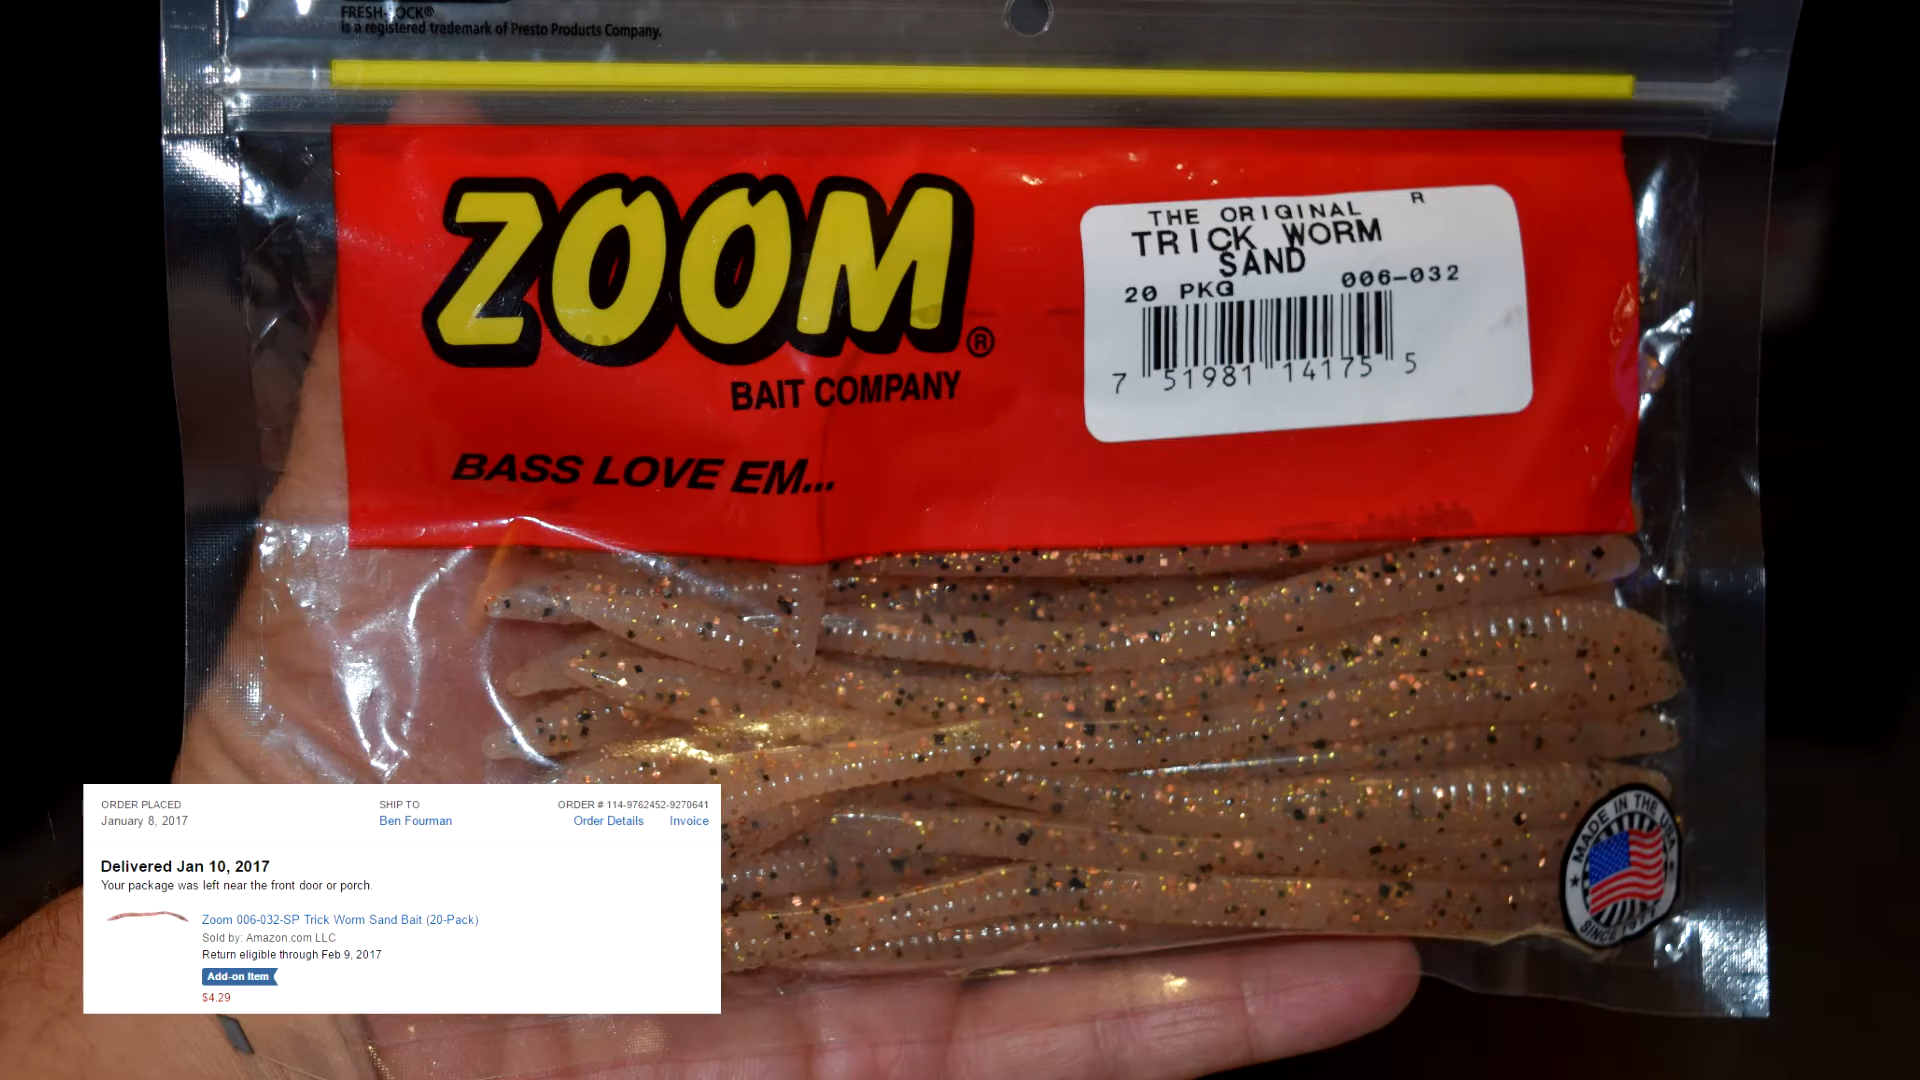 FRESH-LOCK®
is a registered trademark of Presto Products Company.
ZOOM®
BAIT COMPANY
BASS LOVE EM...
THE ORIGINAL R
TRICK WORM
SAND
20 PKG 006-032
7 51981 14175 5
MADE IN THE USA
SINCE 1977
ORDER PLACED
January 8, 2017
SHIP TO
Ben Fourman
ORDER # 114-9762452-9270641
Order Details Invoice
Delivered Jan 10, 2017
Your package was left near the front door or porch.
Zoom 006-032-SP Trick Worm Sand Bait (20-Pack)
Sold by: Amazon.com LLC
Return eligible through Feb 9, 2017
Add-on Item
$4.29